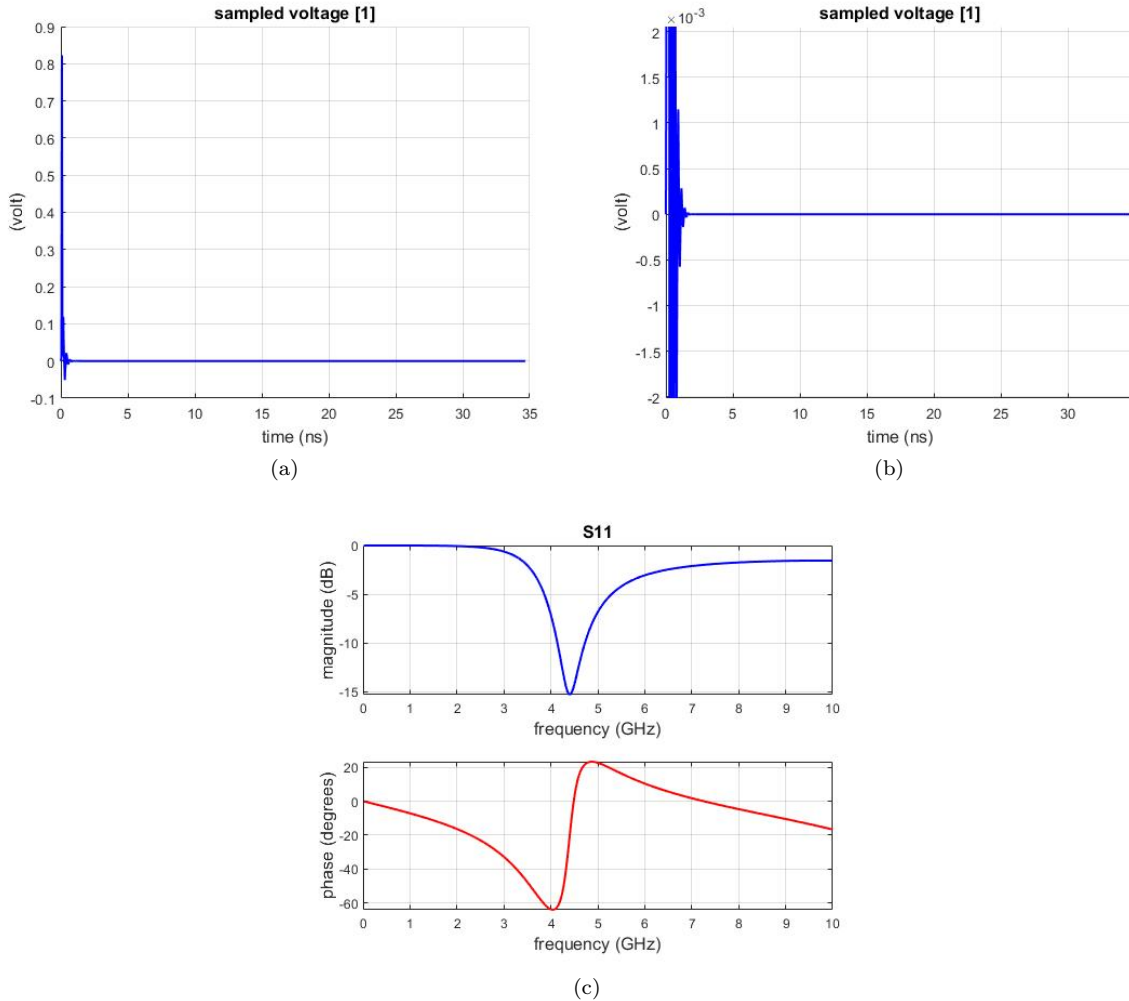 sampled voltage [1]
0.9
0.8
0.7
0.6
0.5
0.4
0.3
0.2
0.1
0
-0.1
(volt)
0 5 10 15 20 25 30 35
time (ns)
(a)
×10⁻³
sampled voltage [1]
2
1.5
1
0.5
0
-0.5
-1
-1.5
-2
(volt)
0 5 10 15 20 25 30
time (ns)
(b)
S11
0
-5
-10
-15
magnitude (dB)
0 1 2 3 4 5 6 7 8 9 10
frequency (GHz)
20
0
-20
-40
-60
phase (degrees)
0 1 2 3 4 5 6 7 8 9 10
frequency (GHz)
(c)